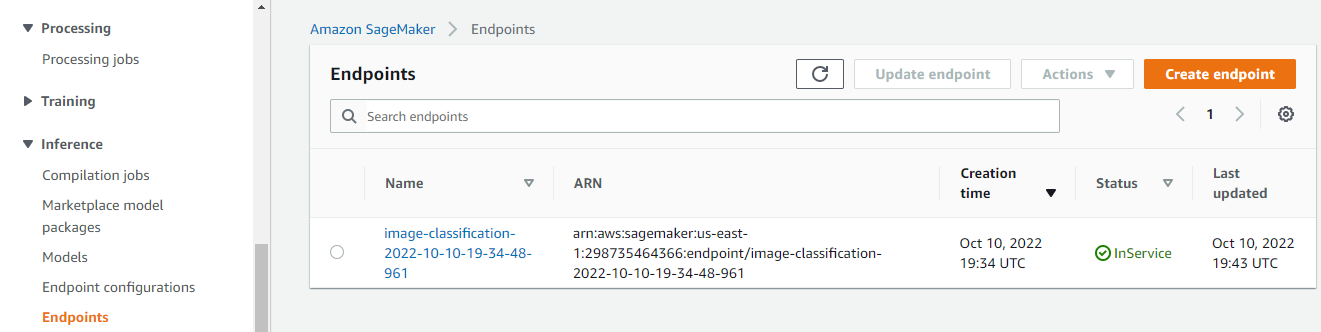 Processing
Processing jobs
Training
Inference
Compilation jobs
Marketplace model
packages
Models
Endpoint configurations
Endpoints
Amazon SageMaker > Endpoints
Endpoints
Update endpoint
Actions
Create endpoint
Search endpoints
1
Name
ARN
Creation
time
Status
Last
updated
image-classification-
2022-10-10-19-34-48-
961
arn:aws:sagemaker:us-east-
1:298735464366:endpoint/image-classification-
2022-10-10-19-34-48-961
Oct 10, 2022
19:34 UTC
InService
Oct 10, 2022
19:43 UTC